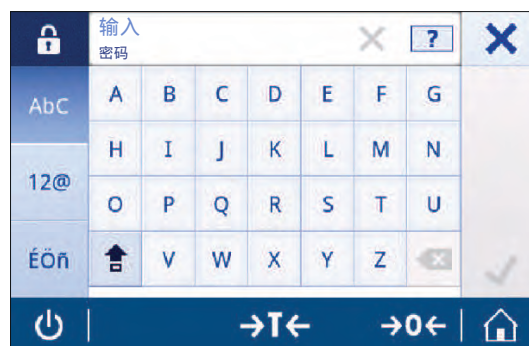 输入
密码
?
AbC
A B C D E F G
H I J K L M N
12@
O P Q R S T U
ÉÖñ
V W X Y Z
→T←
→0←